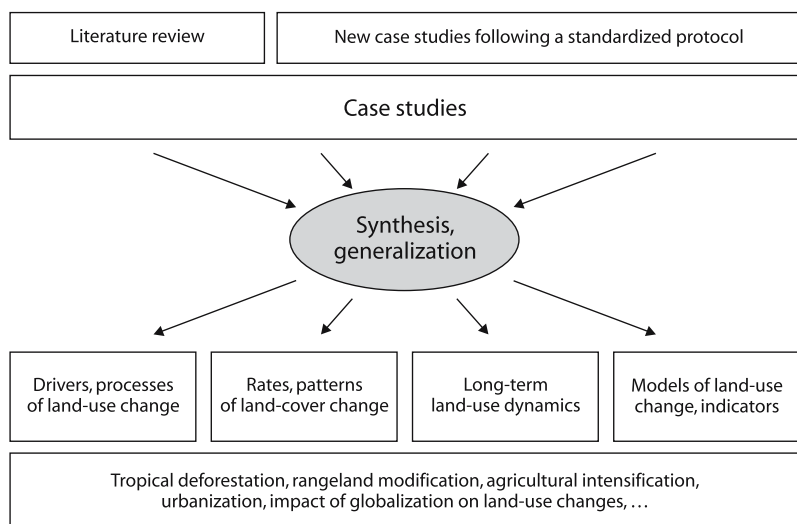 Literature review
New case studies following a standardized protocol
Case studies
Synthesis,
generalization
Drivers, processes
of land-use change
Rates, patterns
of land-cover change
Long-term
land-use dynamics
Models of land-use
change, indicators
Tropical deforestation, rangeland modification, agricultural intensification,
urbanization, impact of globalization on land-use changes, …